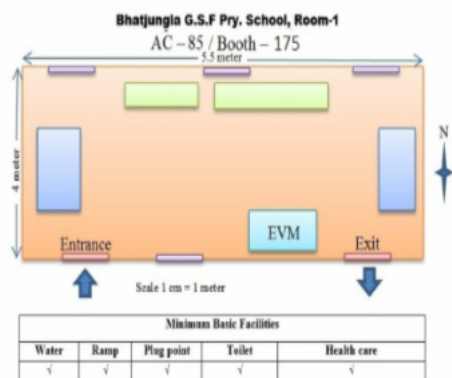 Bhatjungla G.S.F Pry. School, Room-1
AC – 85 / Booth – 175
5.5 meter
4 meter
N
EVM
Entrance
Exit
Scale 1 cm = 1 meter
Minimum Basic Facilities
Water Ramp Plug point Toilet Health care
√ √ √ √ √